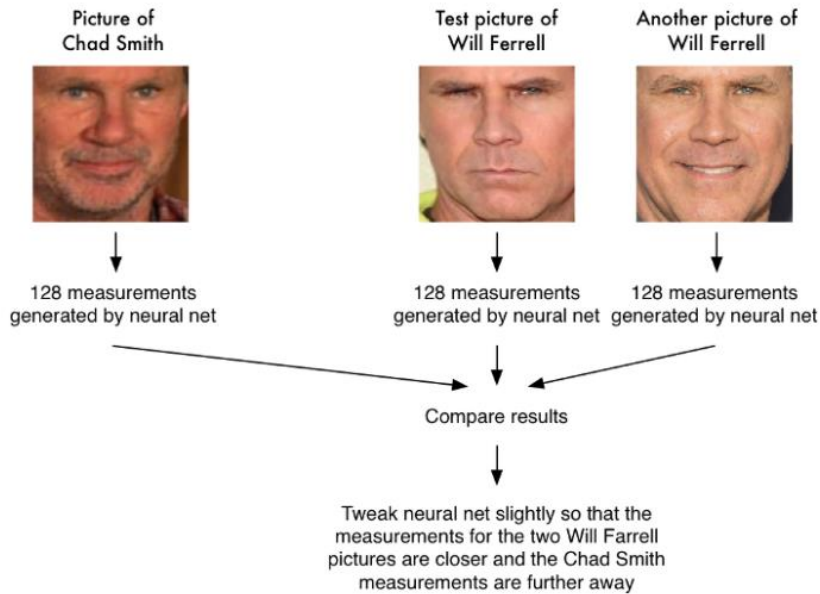 Picture of
Chad Smith
Test picture of
Will Ferrell
Another picture of
Will Ferrell
128 measurements
generated by neural net
128 measurements
generated by neural net
128 measurements
generated by neural net
Compare results
Tweak neural net slightly so that the
measurements for the two Will Farrell
pictures are closer and the Chad Smith
measurements are further away